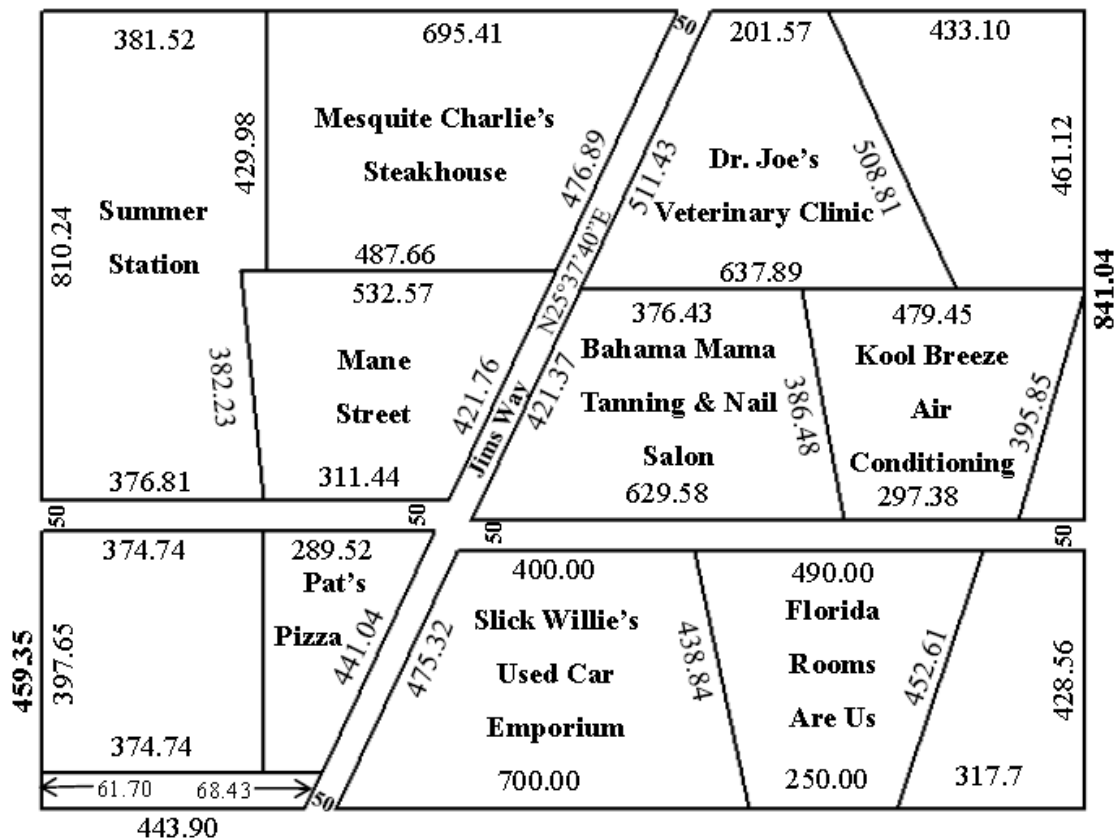 381.52
695.41
50
201.57
433.10
429.98
Mesquite Charlie's
Steakhouse
476.89
511.43
Dr. Joe's
Veterinary Clinic
508.81
461.12
810.24
Summer
Station
487.66
N25°37'40"E
637.89
841.04
532.57
376.43
479.45
382.23
Mane
Street
421.76
Jims Way
421.37
Bahama Mama
Tanning & Nail
Salon
386.48
Kool Breeze
Air
Conditioning
395.85
376.81
311.44
629.58
297.38
50
50
50
50
374.74
289.52
400.00
490.00
459.35
397.65
Pat's
Pizza
441.04
475.32
Slick Willie's
Used Car
Emporium
438.84
Florida
Rooms
Are Us
452.61
428.56
374.74
700.00
250.00
317.7
61.70
68.43
50
443.90